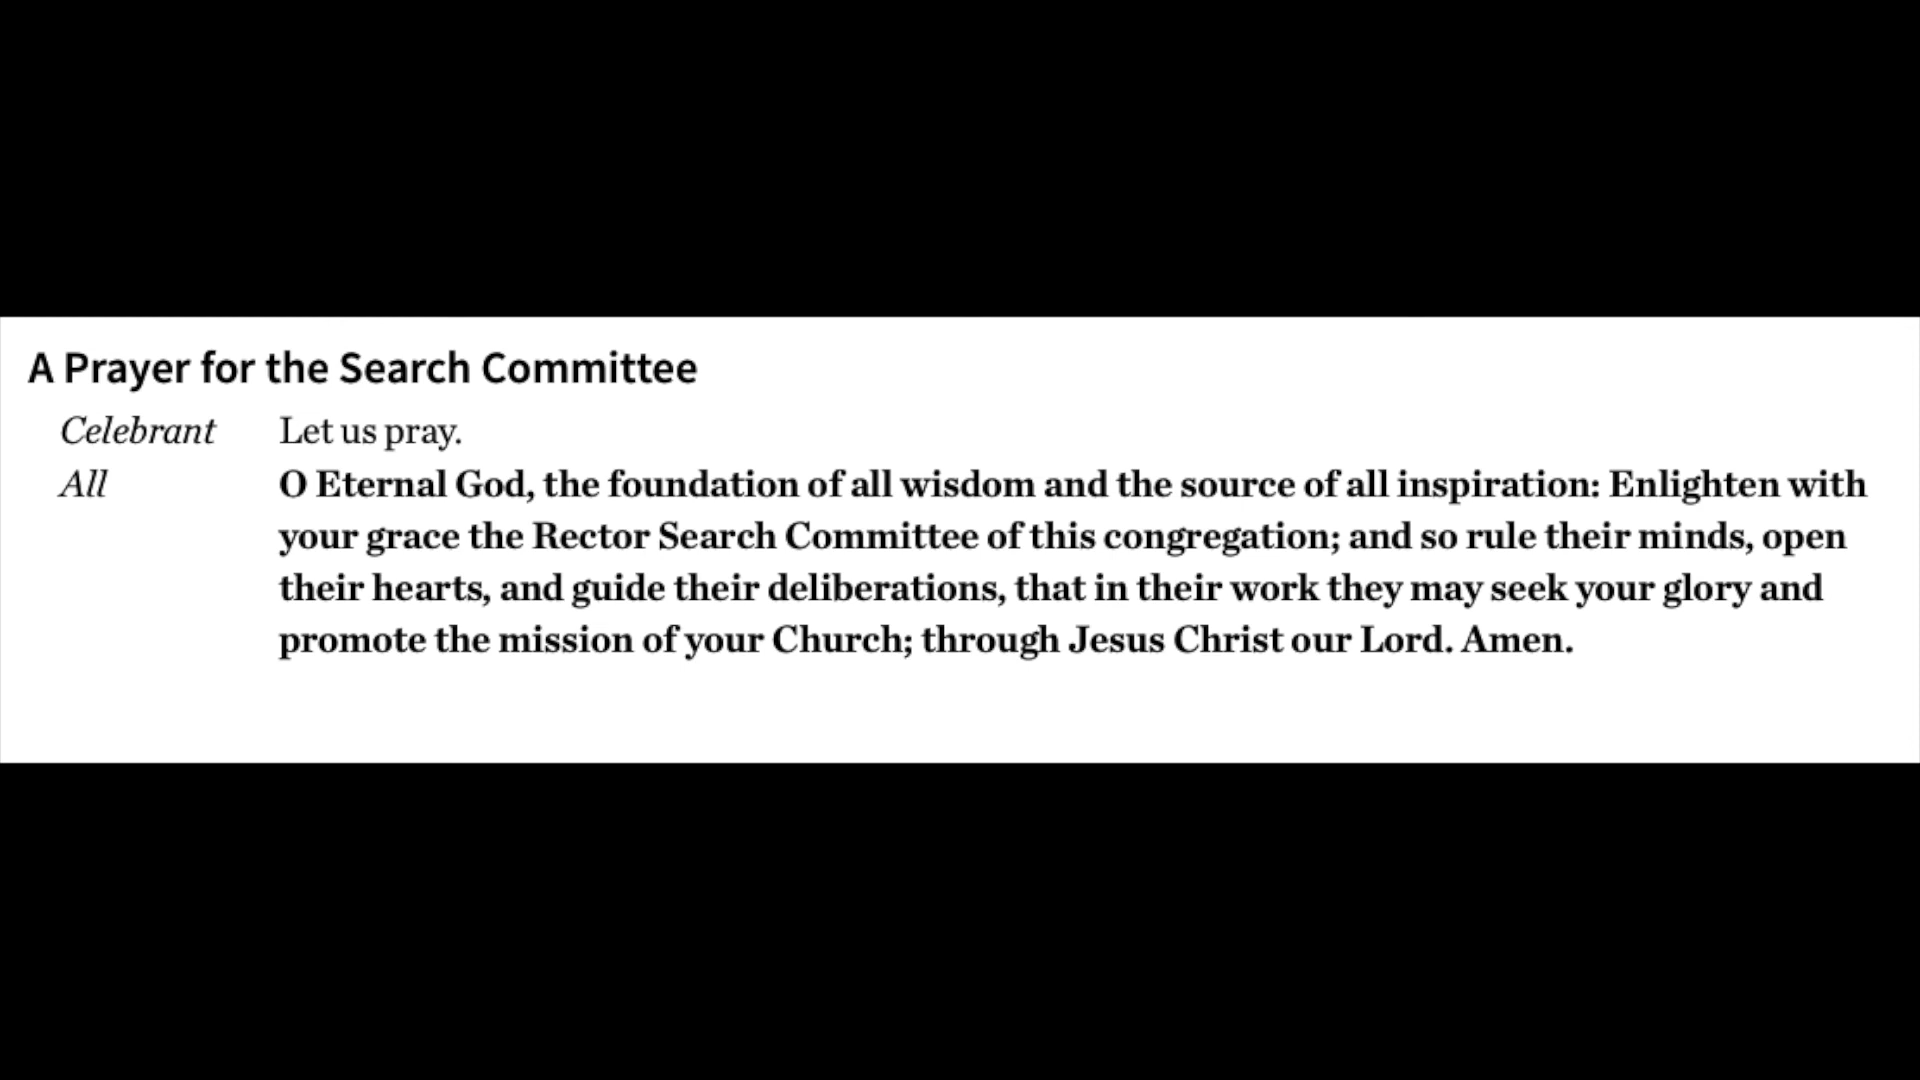 A Prayer for the Search Committee
Celebrant Let us pray.
All O Eternal God, the foundation of all wisdom and the source of all inspiration: Enlighten with
your grace the Rector Search Committee of this congregation; and so rule their minds, open
their hearts, and guide their deliberations, that in their work they may seek your glory and
promote the mission of your Church; through Jesus Christ our Lord. Amen.